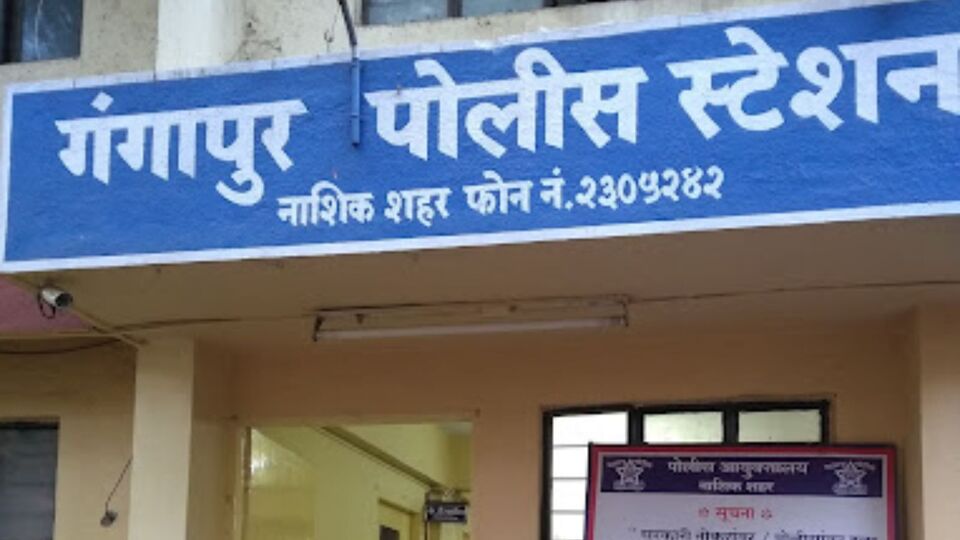 गंगापुर पोलीस स्टेशन
नाशिक शहर फोन नं.२३०५२४२
पोलीस आयुक्तालय
नाशिक शहर
सूचना